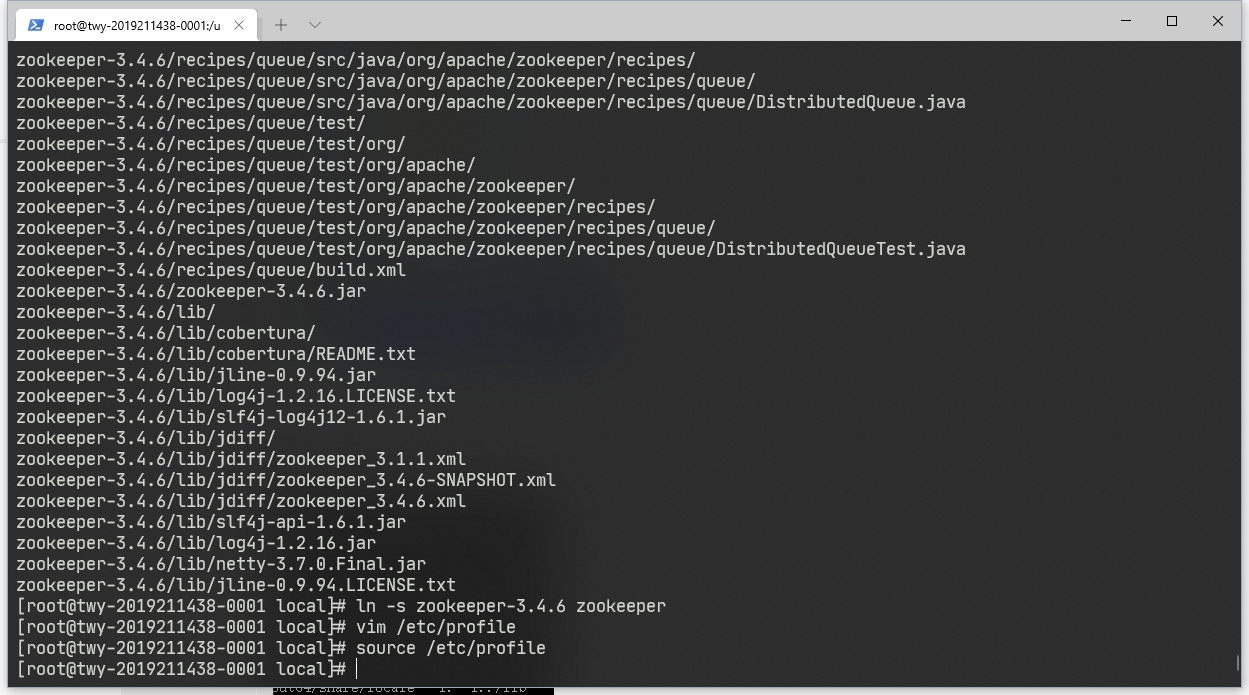 root@twy-2019211438-0001:/u
zookeeper-3.4.6/recipes/queue/src/java/org/apache/zookeeper/recipes/
zookeeper-3.4.6/recipes/queue/src/java/org/apache/zookeeper/recipes/queue/
zookeeper-3.4.6/recipes/queue/src/java/org/apache/zookeeper/recipes/queue/DistributedQueue.java
zookeeper-3.4.6/recipes/queue/test/
zookeeper-3.4.6/recipes/queue/test/org/
zookeeper-3.4.6/recipes/queue/test/org/apache/
zookeeper-3.4.6/recipes/queue/test/org/apache/zookeeper/
zookeeper-3.4.6/recipes/queue/test/org/apache/zookeeper/recipes/
zookeeper-3.4.6/recipes/queue/test/org/apache/zookeeper/recipes/queue/
zookeeper-3.4.6/recipes/queue/test/org/apache/zookeeper/recipes/queue/DistributedQueueTest.java
zookeeper-3.4.6/recipes/queue/build.xml
zookeeper-3.4.6/zookeeper-3.4.6.jar
zookeeper-3.4.6/lib/
zookeeper-3.4.6/lib/cobertura/
zookeeper-3.4.6/lib/cobertura/README.txt
zookeeper-3.4.6/lib/jline-0.9.94.jar
zookeeper-3.4.6/lib/log4j-1.2.16.LICENSE.txt
zookeeper-3.4.6/lib/slf4j-log4j12-1.6.1.jar
zookeeper-3.4.6/lib/jdiff/
zookeeper-3.4.6/lib/jdiff/zookeeper_3.1.1.xml
zookeeper-3.4.6/lib/jdiff/zookeeper_3.4.6-SNAPSHOT.xml
zookeeper-3.4.6/lib/jdiff/zookeeper_3.4.6.xml
zookeeper-3.4.6/lib/slf4j-api-1.6.1.jar
zookeeper-3.4.6/lib/log4j-1.2.16.jar
zookeeper-3.4.6/lib/netty-3.7.0.Final.jar
zookeeper-3.4.6/lib/jline-0.9.94.LICENSE.txt
[root@twy-2019211438-0001 local]# ln -s zookeeper-3.4.6 zookeeper
[root@twy-2019211438-0001 local]# vim /etc/profile
[root@twy-2019211438-0001 local]# source /etc/profile
[root@twy-2019211438-0001 local]#